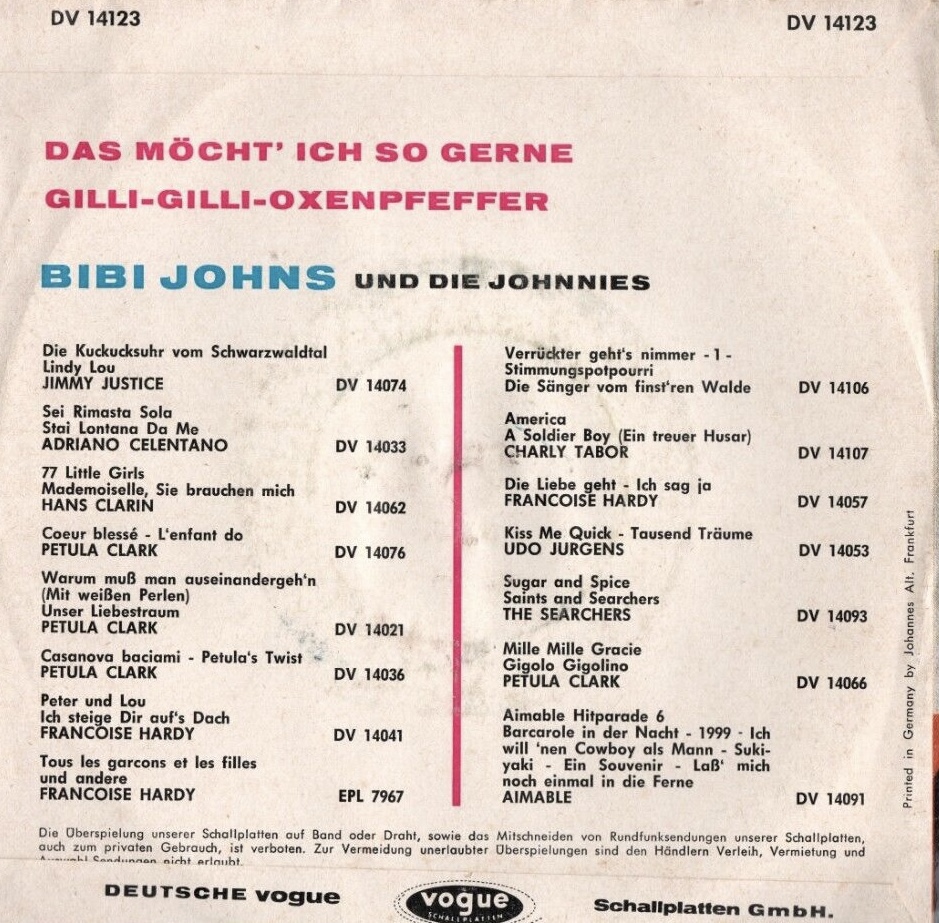 DV 14123
DV 14123
DAS MÖCHT' ICH SO GERNE
GILLI-GILLI-OXENPFEFFER
BIBI JOHNS UND DIE JOHNNIES
Die Kuckucksuhr vom Schwarzwaldtal
Lindy Lou
JIMMY JUSTICE DV 14074
Sei Rimasta Sola
Stai Lontana Da Me
ADRIANO CELENTANO DV 14033
77 Little Girls
Mademoiselle, Sie brauchen mich
HANS CLARIN DV 14062
Coeur blessé - L'enfant do
PETULA CLARK DV 14076
Warum muß man auseinandergeh'n
(Mit weißen Perlen)
Unser Liebestraum
PETULA CLARK DV 14021
Casanova baciami - Petula's Twist
PETULA CLARK DV 14036
Peter und Lou
Ich steige Dir auf's Dach
FRANCOISE HARDY DV 14041
Tous les garcons et les filles
und andere
FRANCOISE HARDY EPL 7967
Verrückter geht's nimmer - 1 -
Stimmungspotpourri
Die Sänger vom finst'ren Walde DV 14106
America
A Soldier Boy (Ein treuer Husar)
CHARLY TABOR DV 14107
Die Liebe geht - Ich sag ja
FRANCOISE HARDY DV 14057
Kiss Me Quick - Tausend Träume
UDO JURGENS DV 14053
Sugar and Spice
Saints and Searchers
THE SEARCHERS DV 14093
Mille Mille Gracie
Gigolo Gigolino
PETULA CLARK DV 14066
Aimable Hitparade 6
Barcarole in der Nacht - 1999 - Ich
will 'nen Cowboy als Mann - Suki-
yaki - Ein Souvenir - Laß' mich
noch einmal in die Ferne
AIMABLE DV 14091
Printed in Germany by Johannes Alt. Frankfurt
Die Überspielung unserer Schallplatten auf Band oder Draht, sowie das Mitschneiden von Rundfunksendungen unserer Schallplatten,
auch zum privaten Gebrauch, ist verboten. Zur Vermeidung unerlaubter Überspielungen sind den Händlern Verleih, Vermietung und
Auswahl-Sendungen nicht erlaubt.
DEUTSCHE VOGUE
vogue
SCHALLPLATTEN
Schallplatten GmbH.